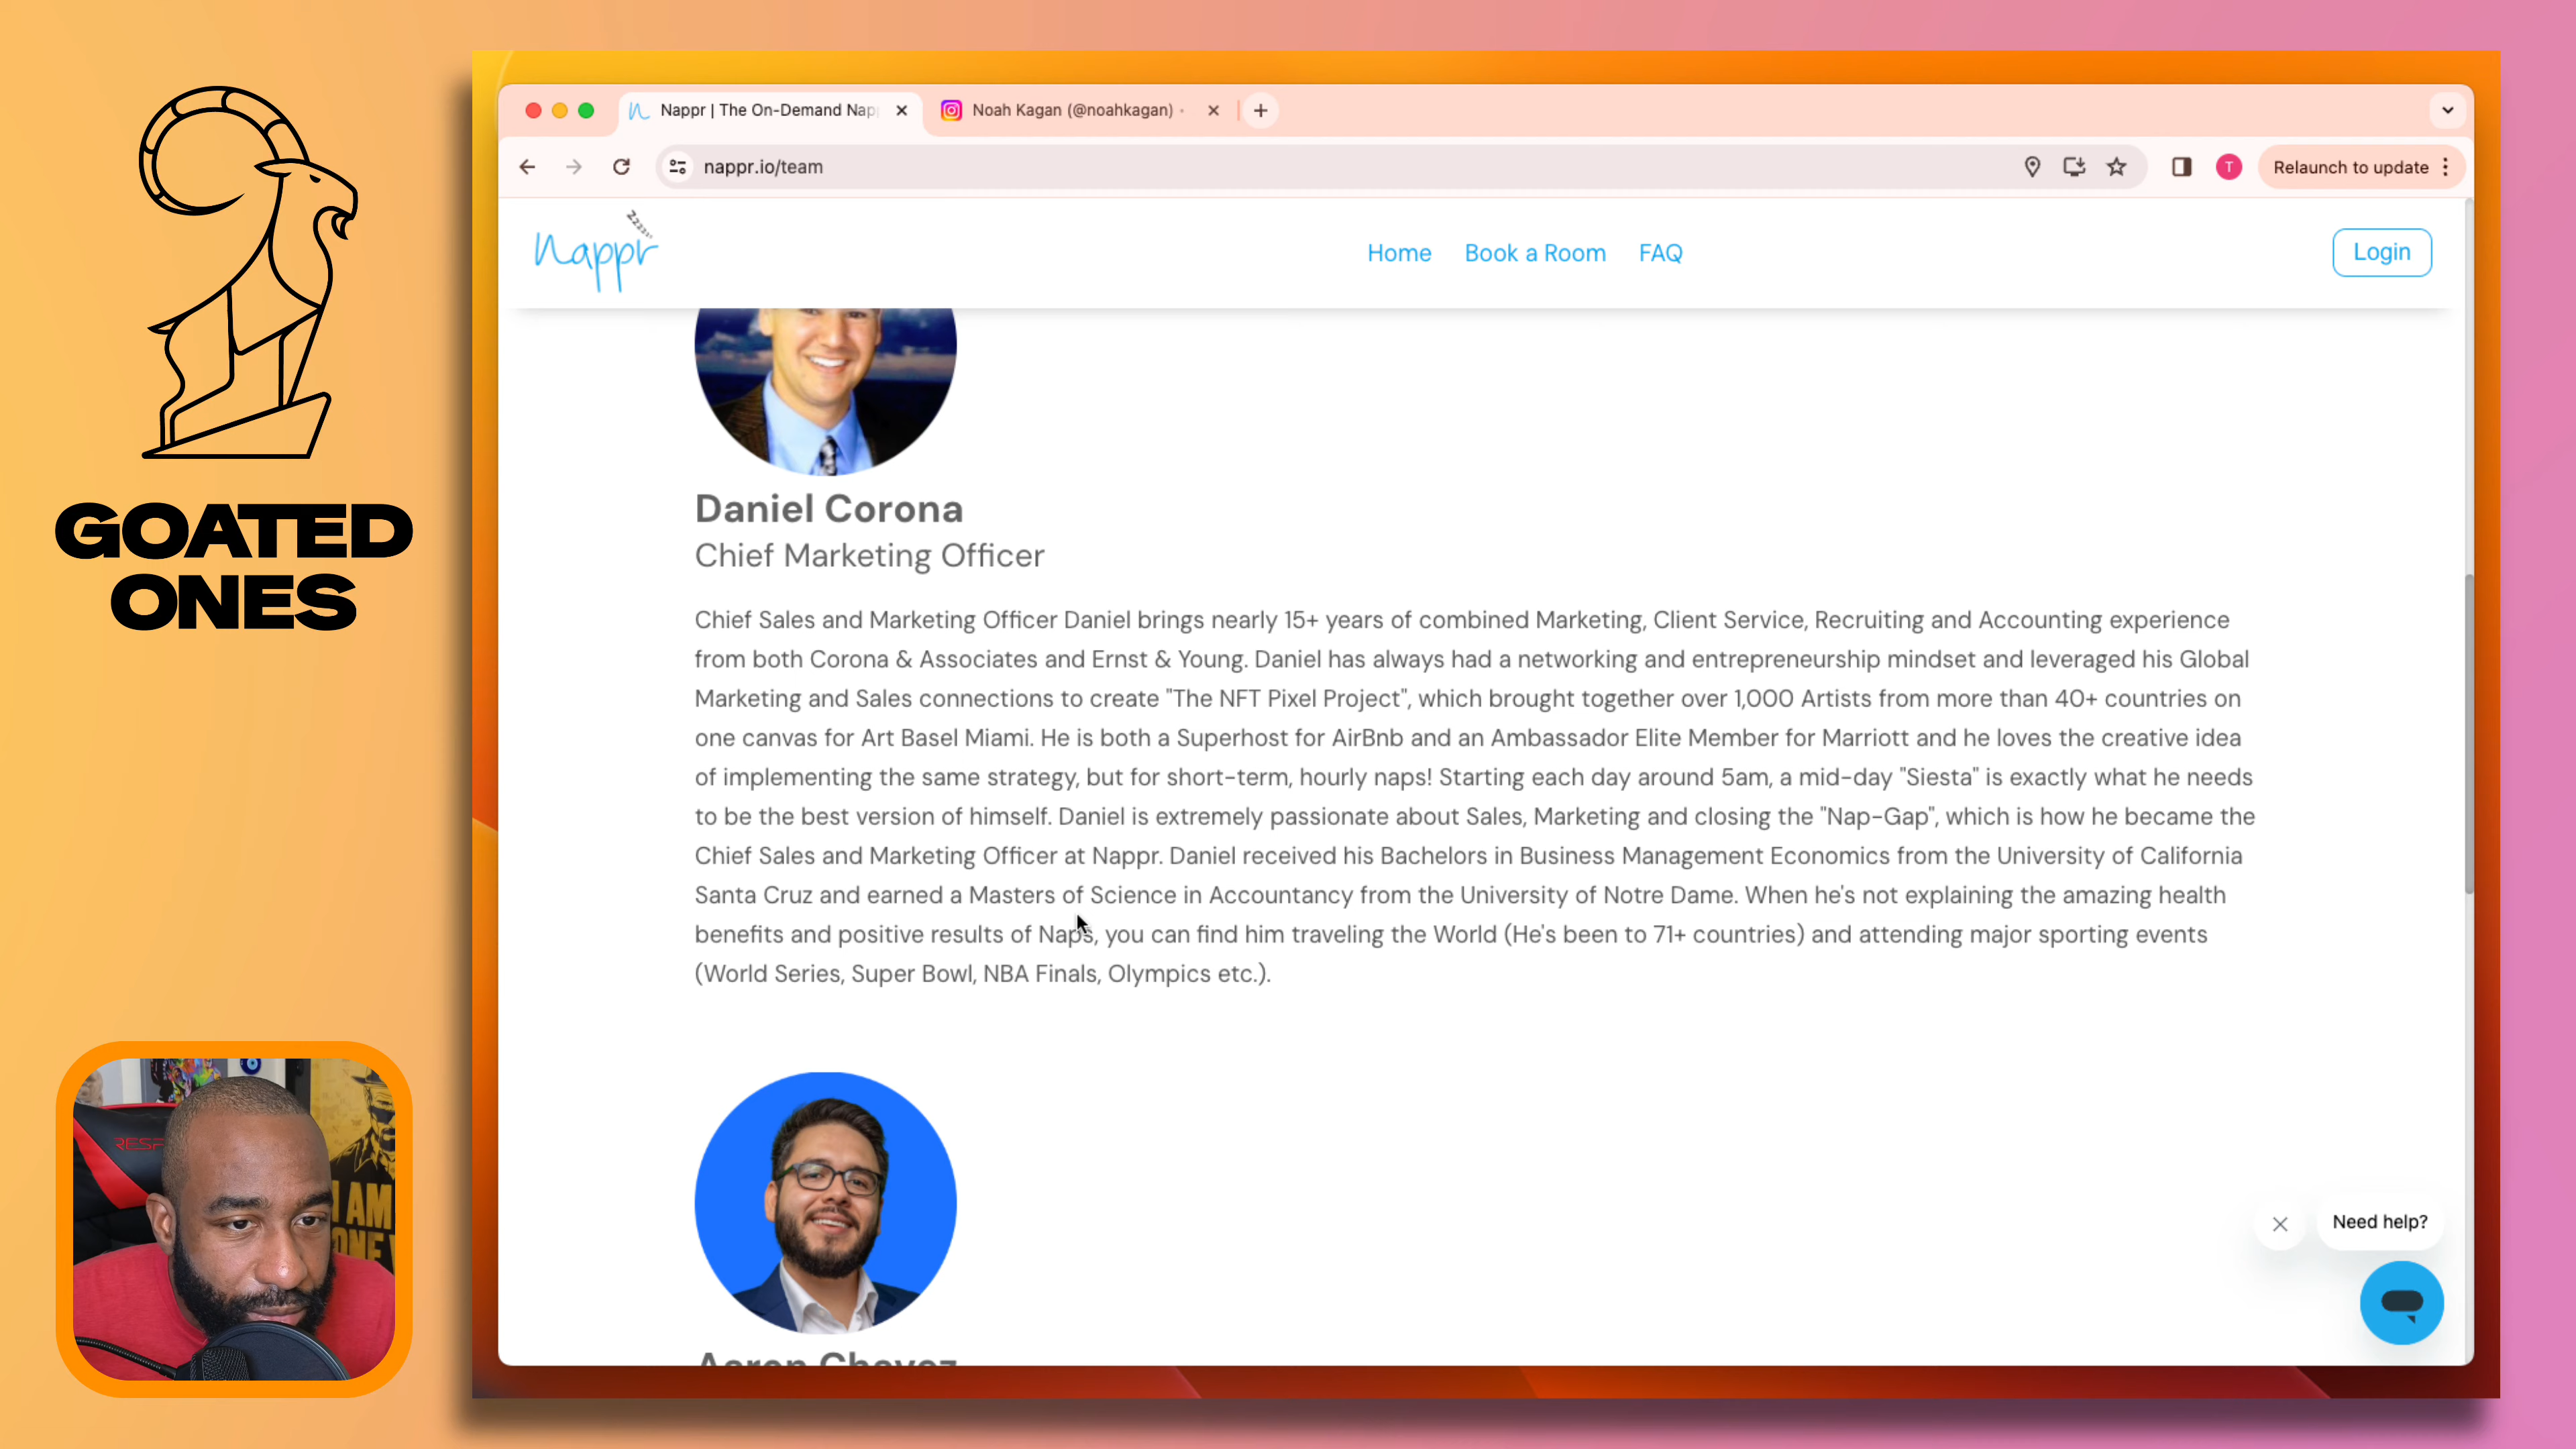 GOATED
ONES
Nappr | The On-Demand Nap
Noah Kagan (@noahkagan) •
nappr.io/team
T
Relaunch to update
Nappr
Zzzzz
Home
Book a Room
FAQ
Login
Daniel Corona
Chief Marketing Officer
Chief Sales and Marketing Officer Daniel brings nearly 15+ years of combined Marketing, Client Service, Recruiting and Accounting experience
from both Corona & Associates and Ernst & Young. Daniel has always had a networking and entrepreneurship mindset and leveraged his Global
Marketing and Sales connections to create "The NFT Pixel Project", which brought together over 1,000 Artists from more than 40+ countries on
one canvas for Art Basel Miami. He is both a Superhost for AirBnb and an Ambassador Elite Member for Marriott and he loves the creative idea
of implementing the same strategy, but for short-term, hourly naps! Starting each day around 5am, a mid-day "Siesta" is exactly what he needs
to be the best version of himself. Daniel is extremely passionate about Sales, Marketing and closing the "Nap-Gap", which is how he became the
Chief Sales and Marketing Officer at Nappr. Daniel received his Bachelors in Business Management Economics from the University of California
Santa Cruz and earned a Masters of Science in Accountancy from the University of Notre Dame. When he's not explaining the amazing health
benefits and positive results of Naps, you can find him traveling the World (He's been to 71+ countries) and attending major sporting events
(World Series, Super Bowl, NBA Finals, Olympics etc.).
Aaron Chavez
Need help?
I AM